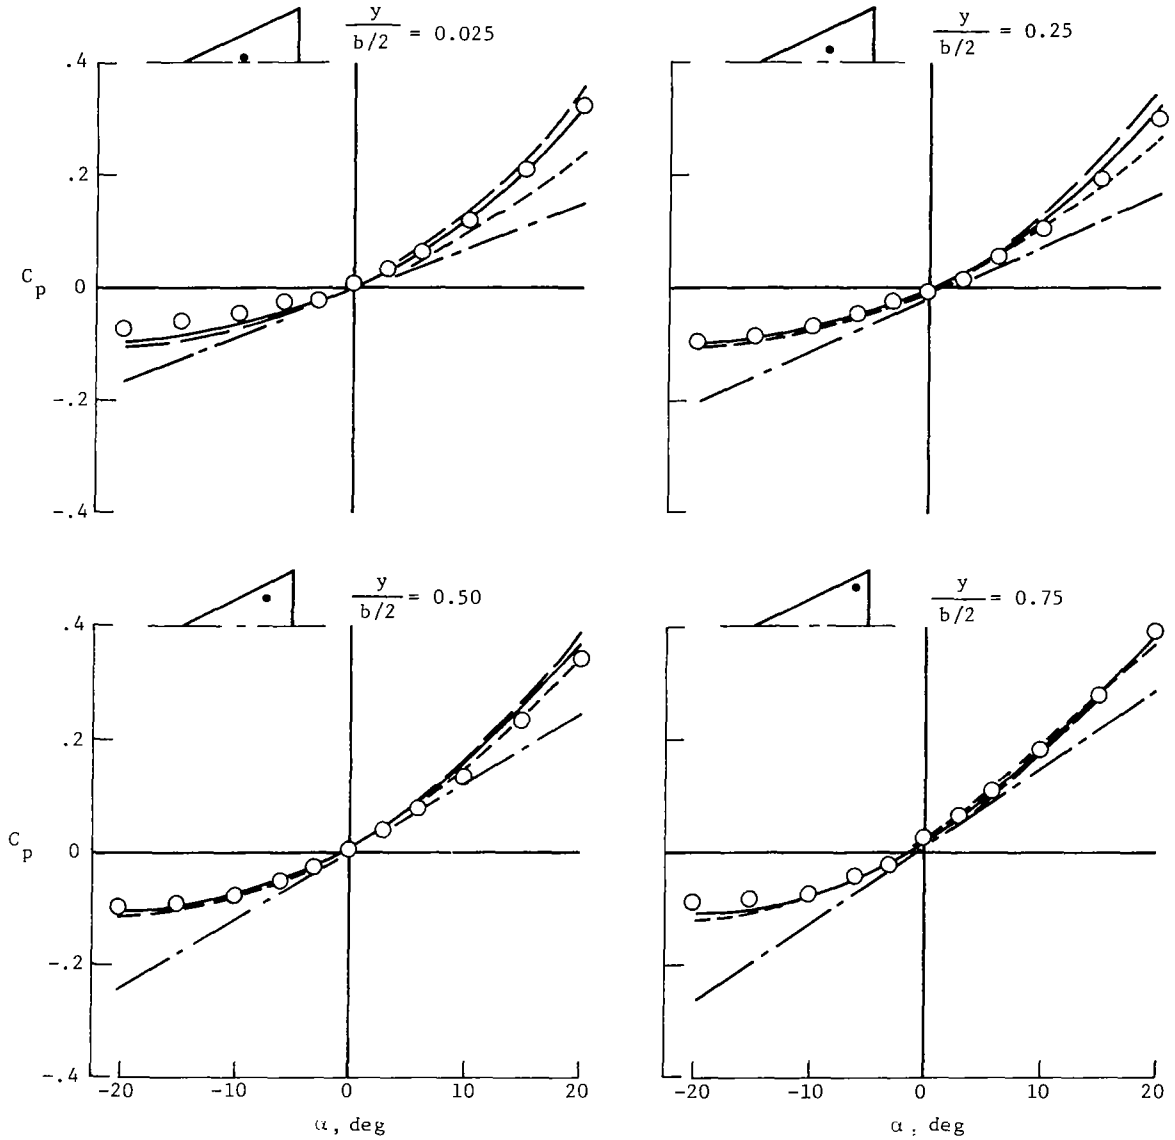 y
b/2 = 0.025
y
b/2 = 0.25
.4
.2
C_p 0
-.2
-.4
y
b/2 = 0.50
y
b/2 = 0.75
.4
.2
C_p 0
-.2
-.4
-20 -10 0 10 20
-20 -10 0 10 20
α, deg
α, deg